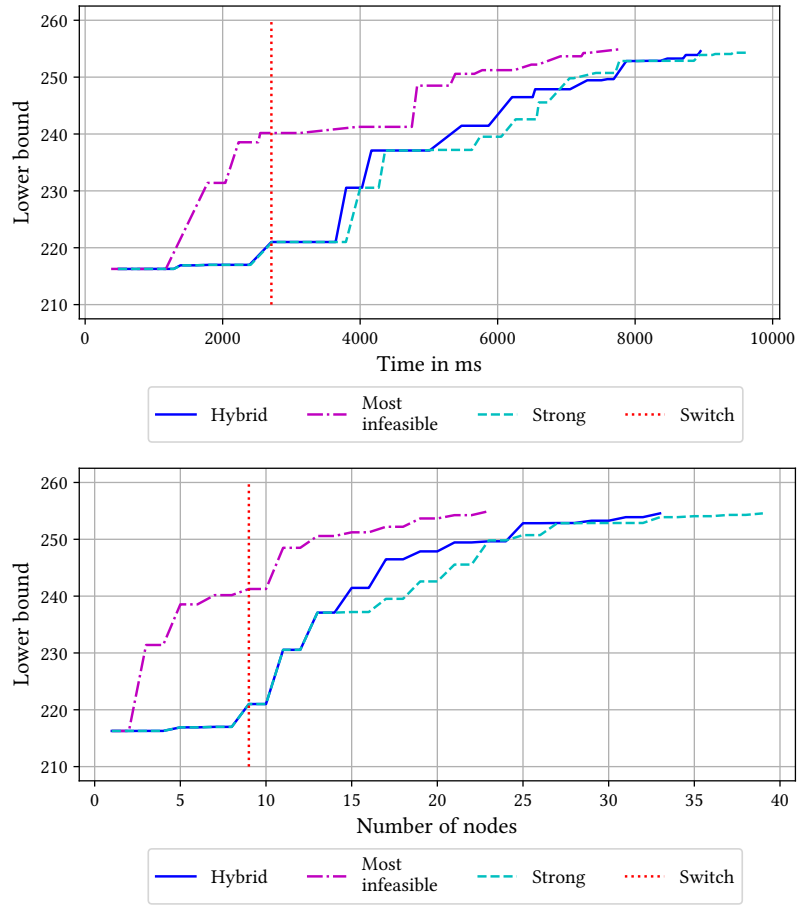 260
250
240
230
220
210
Lower bound
0 2000 4000 6000 8000 10000
Time in ms
Hybrid Most infeasible Strong Switch
260
250
240
230
220
210
Lower bound
0 5 10 15 20 25 30 35 40
Number of nodes
Hybrid Most infeasible Strong Switch